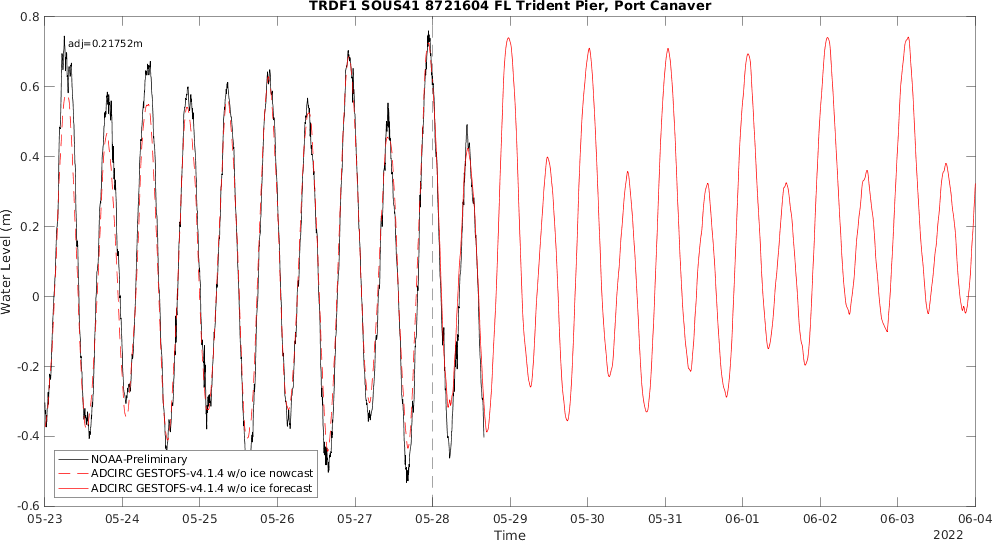 TRDF1 SOUS41 8721604 FL Trident Pier, Port Canaver
adj=0.21752m
Water Level (m)
0.8
0.6
0.4
0.2
0
-0.2
-0.4
-0.6
NOAA-Preliminary
ADCIRC GESTOFS-v4.1.4 w/o ice nowcast
ADCIRC GESTOFS-v4.1.4 w/o ice forecast
05-23 05-24 05-25 05-26 05-27 05-28 05-29 05-30 05-31 06-01 06-02 06-03 06-04
Time
2022